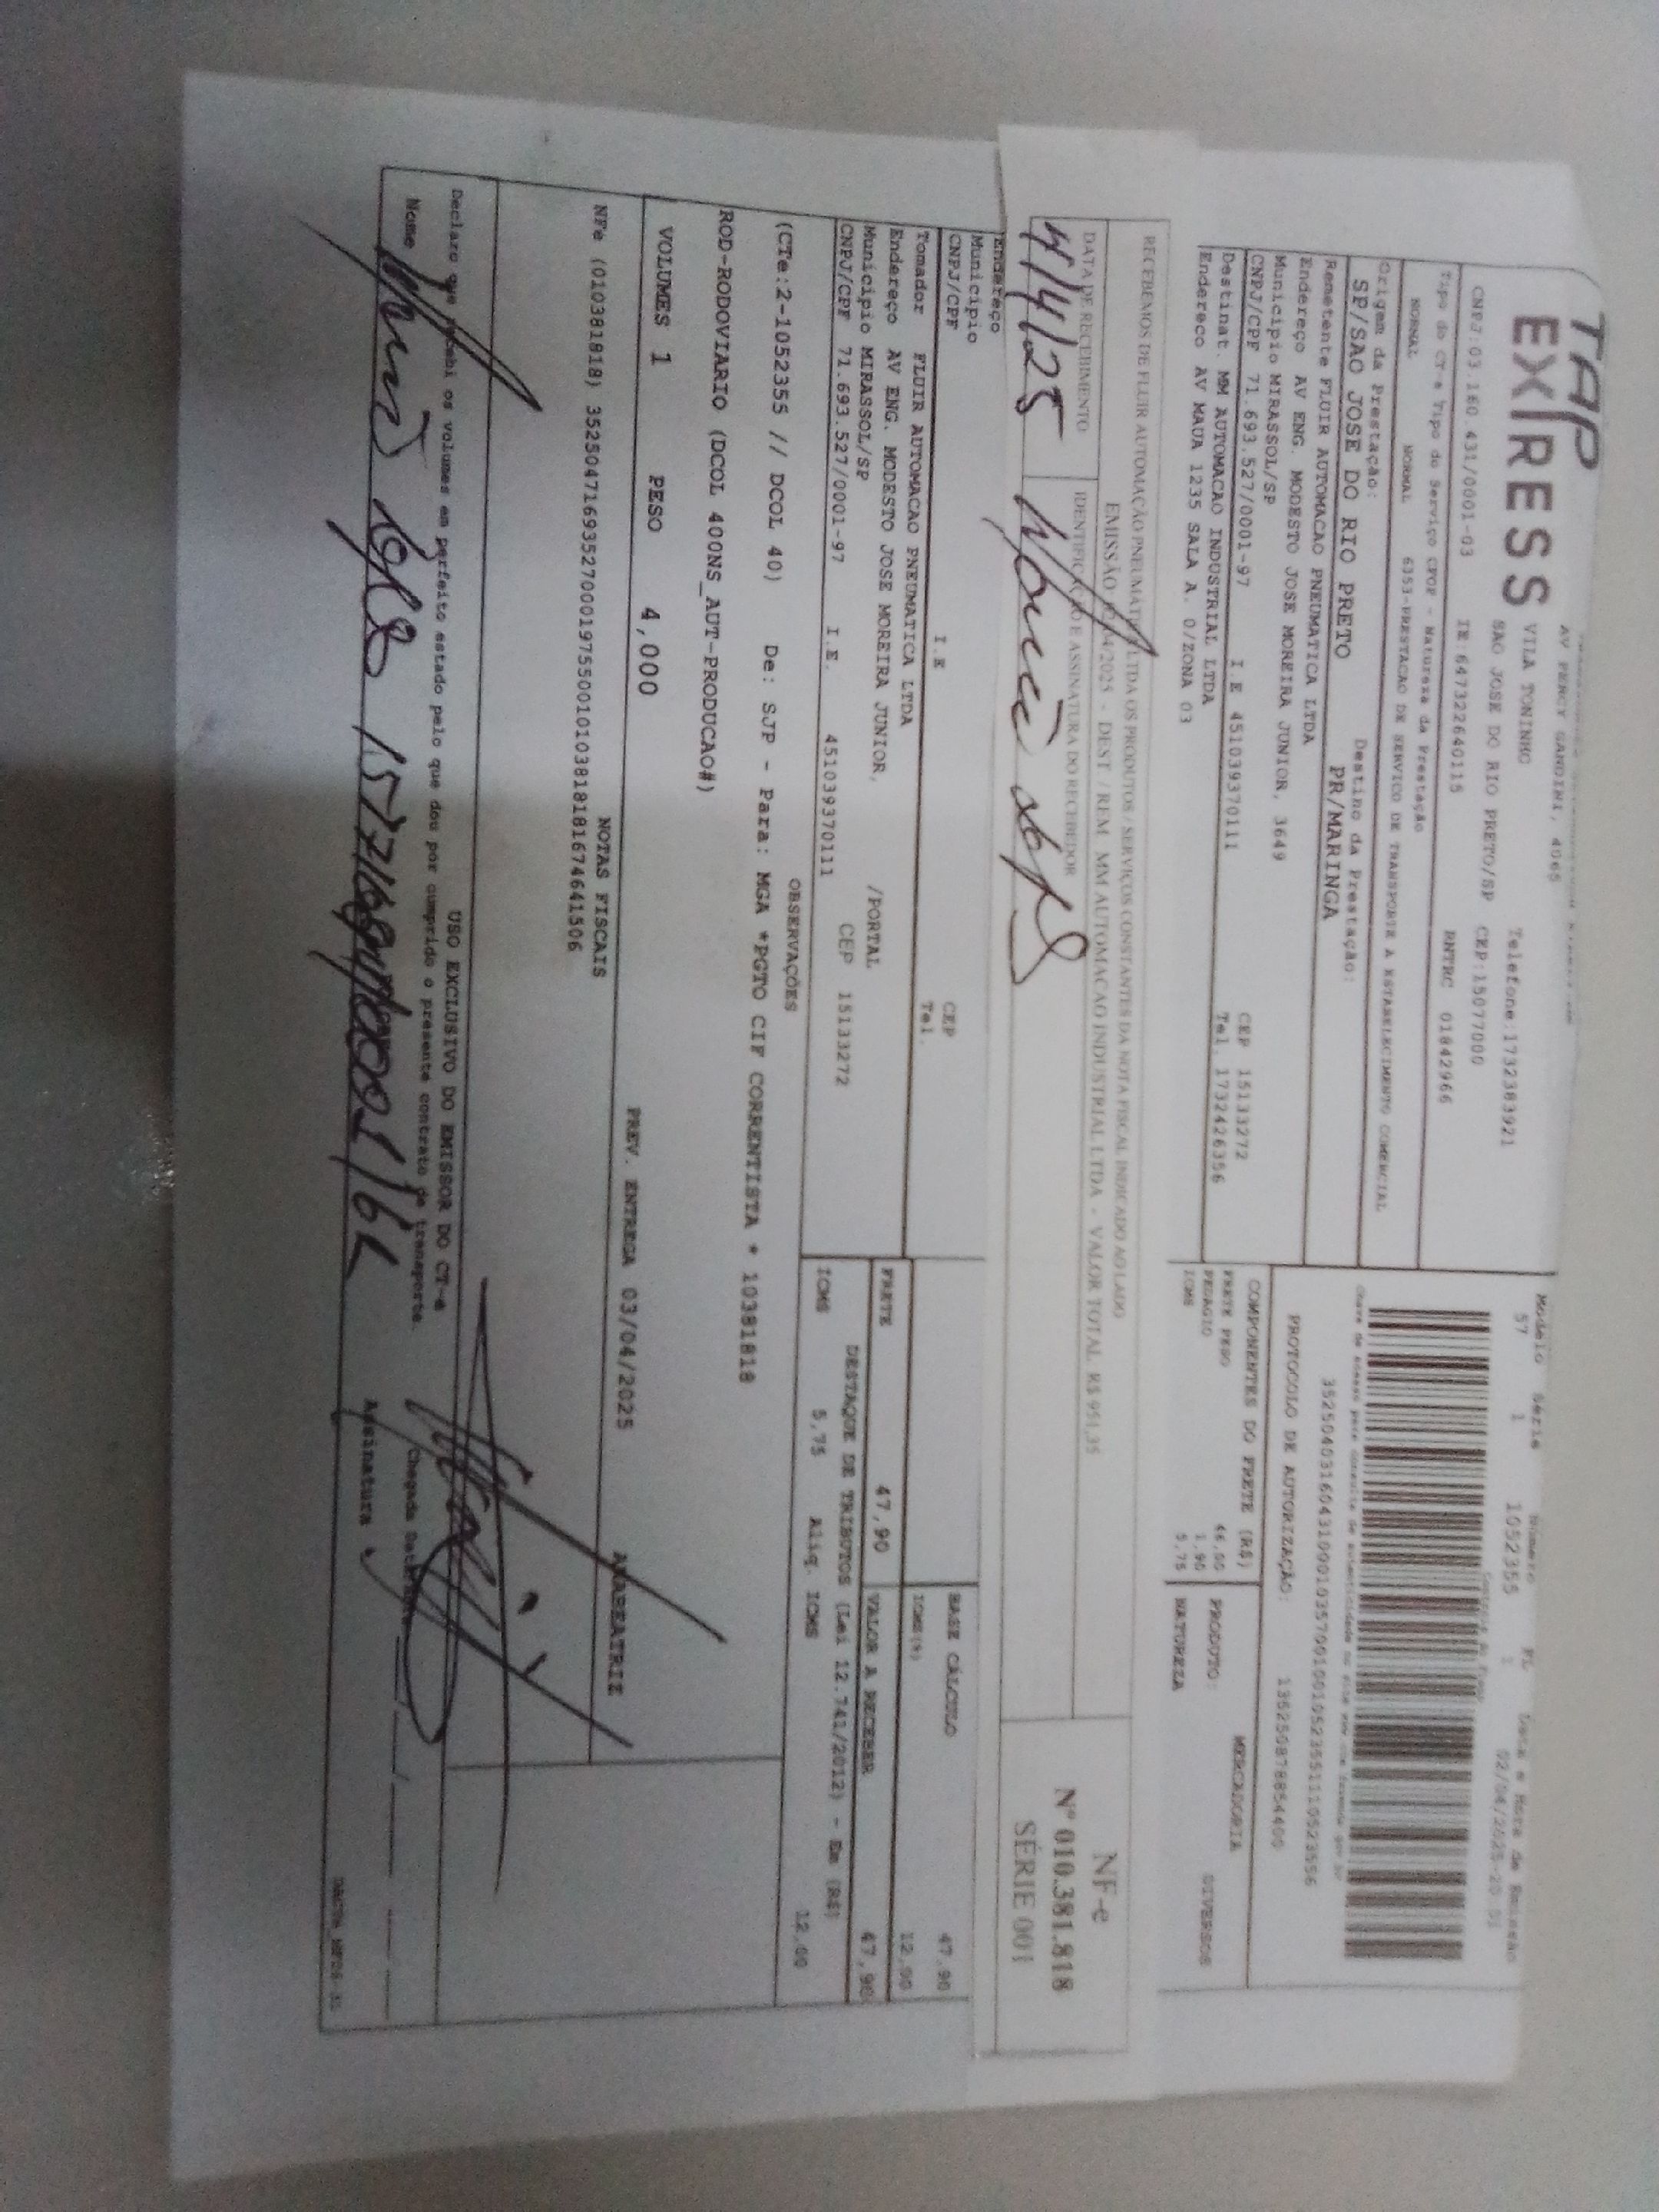 TAP
EXPRESS
AV PERCY GANDINI, 4065
VILA TONINHO
Telefone:1732383921
SAO JOSE DO RIO PRETO/SP CEP:15077000
CNPJ:03.160.431/0001-03 IE:647322640115 RNTRC 01842966
Modelo Série Número FL Data e Hora de Emissão
57 1 1052355 1
Tipo do CT-e Tipo do Serviço CFOP - Natureza da Prestação
NORMAL NORMAL 6353-PRESTACAO DE SERVICO DE TRANSPORTE A ESTABELECIMENTO COMERCIAL
Origem da Prestação: Destino da Prestação:
SP/SAO JOSE DO RIO PRETO PR/MARINGA
PROTOCOLO DE AUTORIZAÇÃO:
Remetente FLUIR AUTOMACAO PNEUMATICA LTDA
Endereço AV ENG. MODESTO JOSE MOREIRA JUNIOR, 3649
Município MIRASSOL/SP CEP 15133272
CNPJ/CPF 71.693.527/0001-97 I.E 451039370111 Tel. 1732426356
Destinat. MM AUTOMACAO INDUSTRIAL LTDA
Endereço AV MAUA 1235 SALA A. 0/ZONA 03
COMPONENTES DO FRETE (R$)
FRETE PESO 46,00
PEDAGIO 1,90
ICMS 5,75
MERCADORIA
PRODUTO: DIVERSOS
NATUREZA
RECEBEMOS DE FLUIR AUTOMAÇÃO PNEUMÁTICA LTDA OS PRODUTOS / SERVIÇOS CONSTANTES DA NOTA FISCAL INDICADO AO LADO
EMISSÃO 02/04/2025 - DEST / REM MM AUTOMACAO INDUSTRIAL LTDA - VALOR TOTAL R$
DATA DE RECEBIMENTO IDENTIFICAÇÃO E ASSINATURA DO RECEBEDOR
4/4/25
NF-e
Nº 010.381.818
SÉRIE 001
Endereço
Município CEP
CNPJ/CPF I.E Tel.
Tomador FLUIR AUTOMACAO PNEUMATICA LTDA
Endereço AV ENG. MODESTO JOSE MOREIRA JUNIOR, /PORTAL
Município MIRASSOL/SP CEP 15133272
CNPJ/CPF 71.693.527/0001-97 I.E. 451039370111
BASE CÁLCULO 47,90
ICMS(%) 12,00
FRETE 47,90 VALOR A RECEBER 47,90
DESTAQUE DE TRIBUTOS (Lei 12.741/2012) - Em (R$)
ICMS 5,75 Aliq. ICMS 12,00
OBSERVAÇÕES
(CTe:2-1052355 // DCOL 40) De: SJP - Para: MGA *PGTO CIF CORRENTISTA * 10381818
ROD-RODOVIARIO (DCOL 400NS_AUT-PRODUCAO#)
VOLUMES 1 PESO 4,000 PREV. ENTREGA 03/04/2025 ANABEATRIZ
NOTAS FISCAIS
NFe (010381818)
USO EXCLUSIVO DO EMISSOR DO CT-e
Declaro que recebi os volumes em perfeito estado pelo que dou por cumprido o presente contrato de transporte.
Nome Assinatura